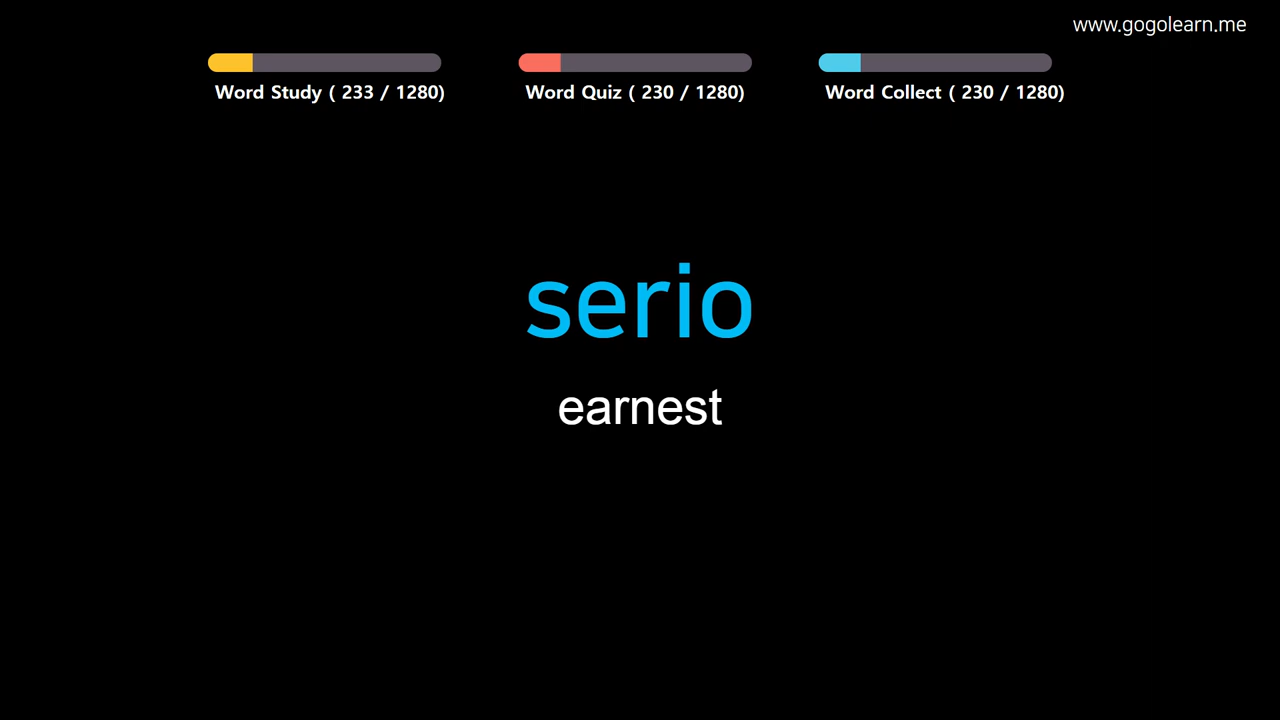 www.gogolearn.me
Word Study ( 233 / 1280)
Word Quiz ( 230 / 1280)
Word Collect ( 230 / 1280)
serio
earnest